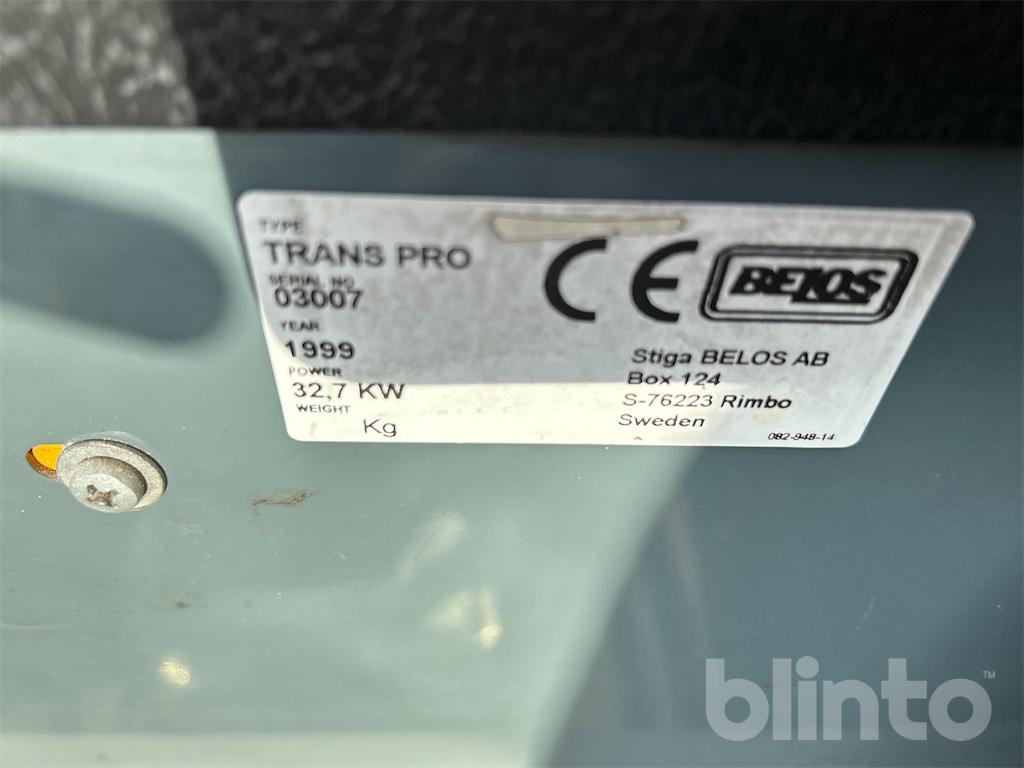 TYPE
TRANS PRO
SERIAL NO.
03007
YEAR
1999
POWER
32,7 KW
WEIGHT
Kg
CE
BELOS
Stiga BELOS AB
Box 124
S-76223 Rimbo
Sweden
082-948-14
blinto™